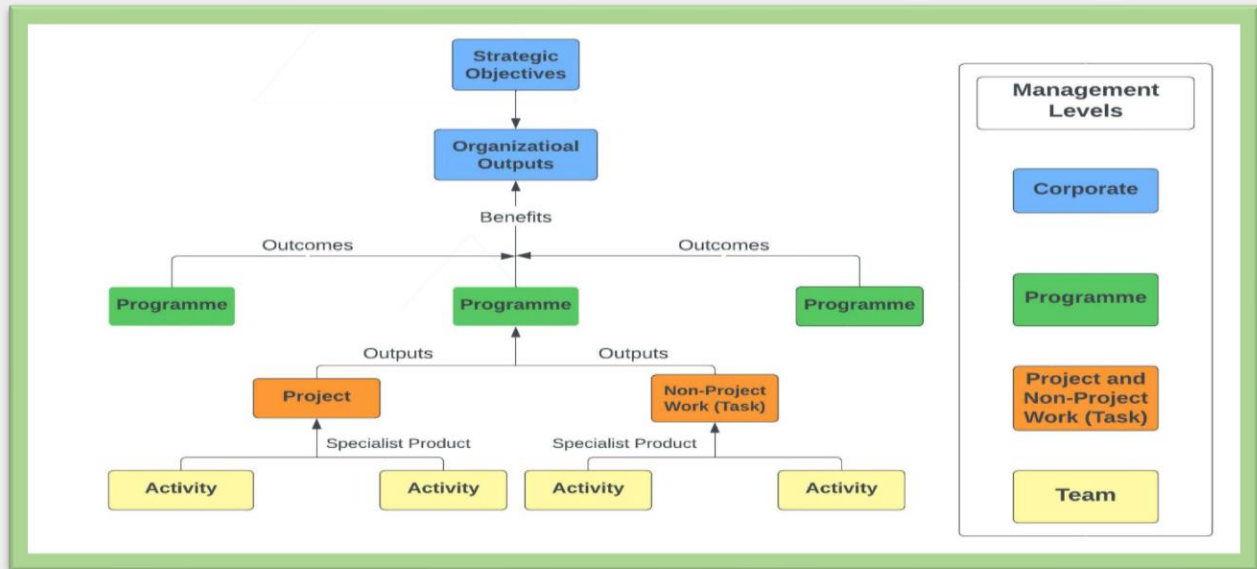 Strategic
Objectives
Organizatioal
Outputs
Benefits
Outcomes
Outcomes
Programme
Programme
Programme
Outputs
Outputs
Project
Non-Project
Work (Task)
Specialist Product
Specialist Product
Activity
Activity
Activity
Activity
Management
Levels
Corporate
Programme
Project and
Non-Project
Work (Task)
Team